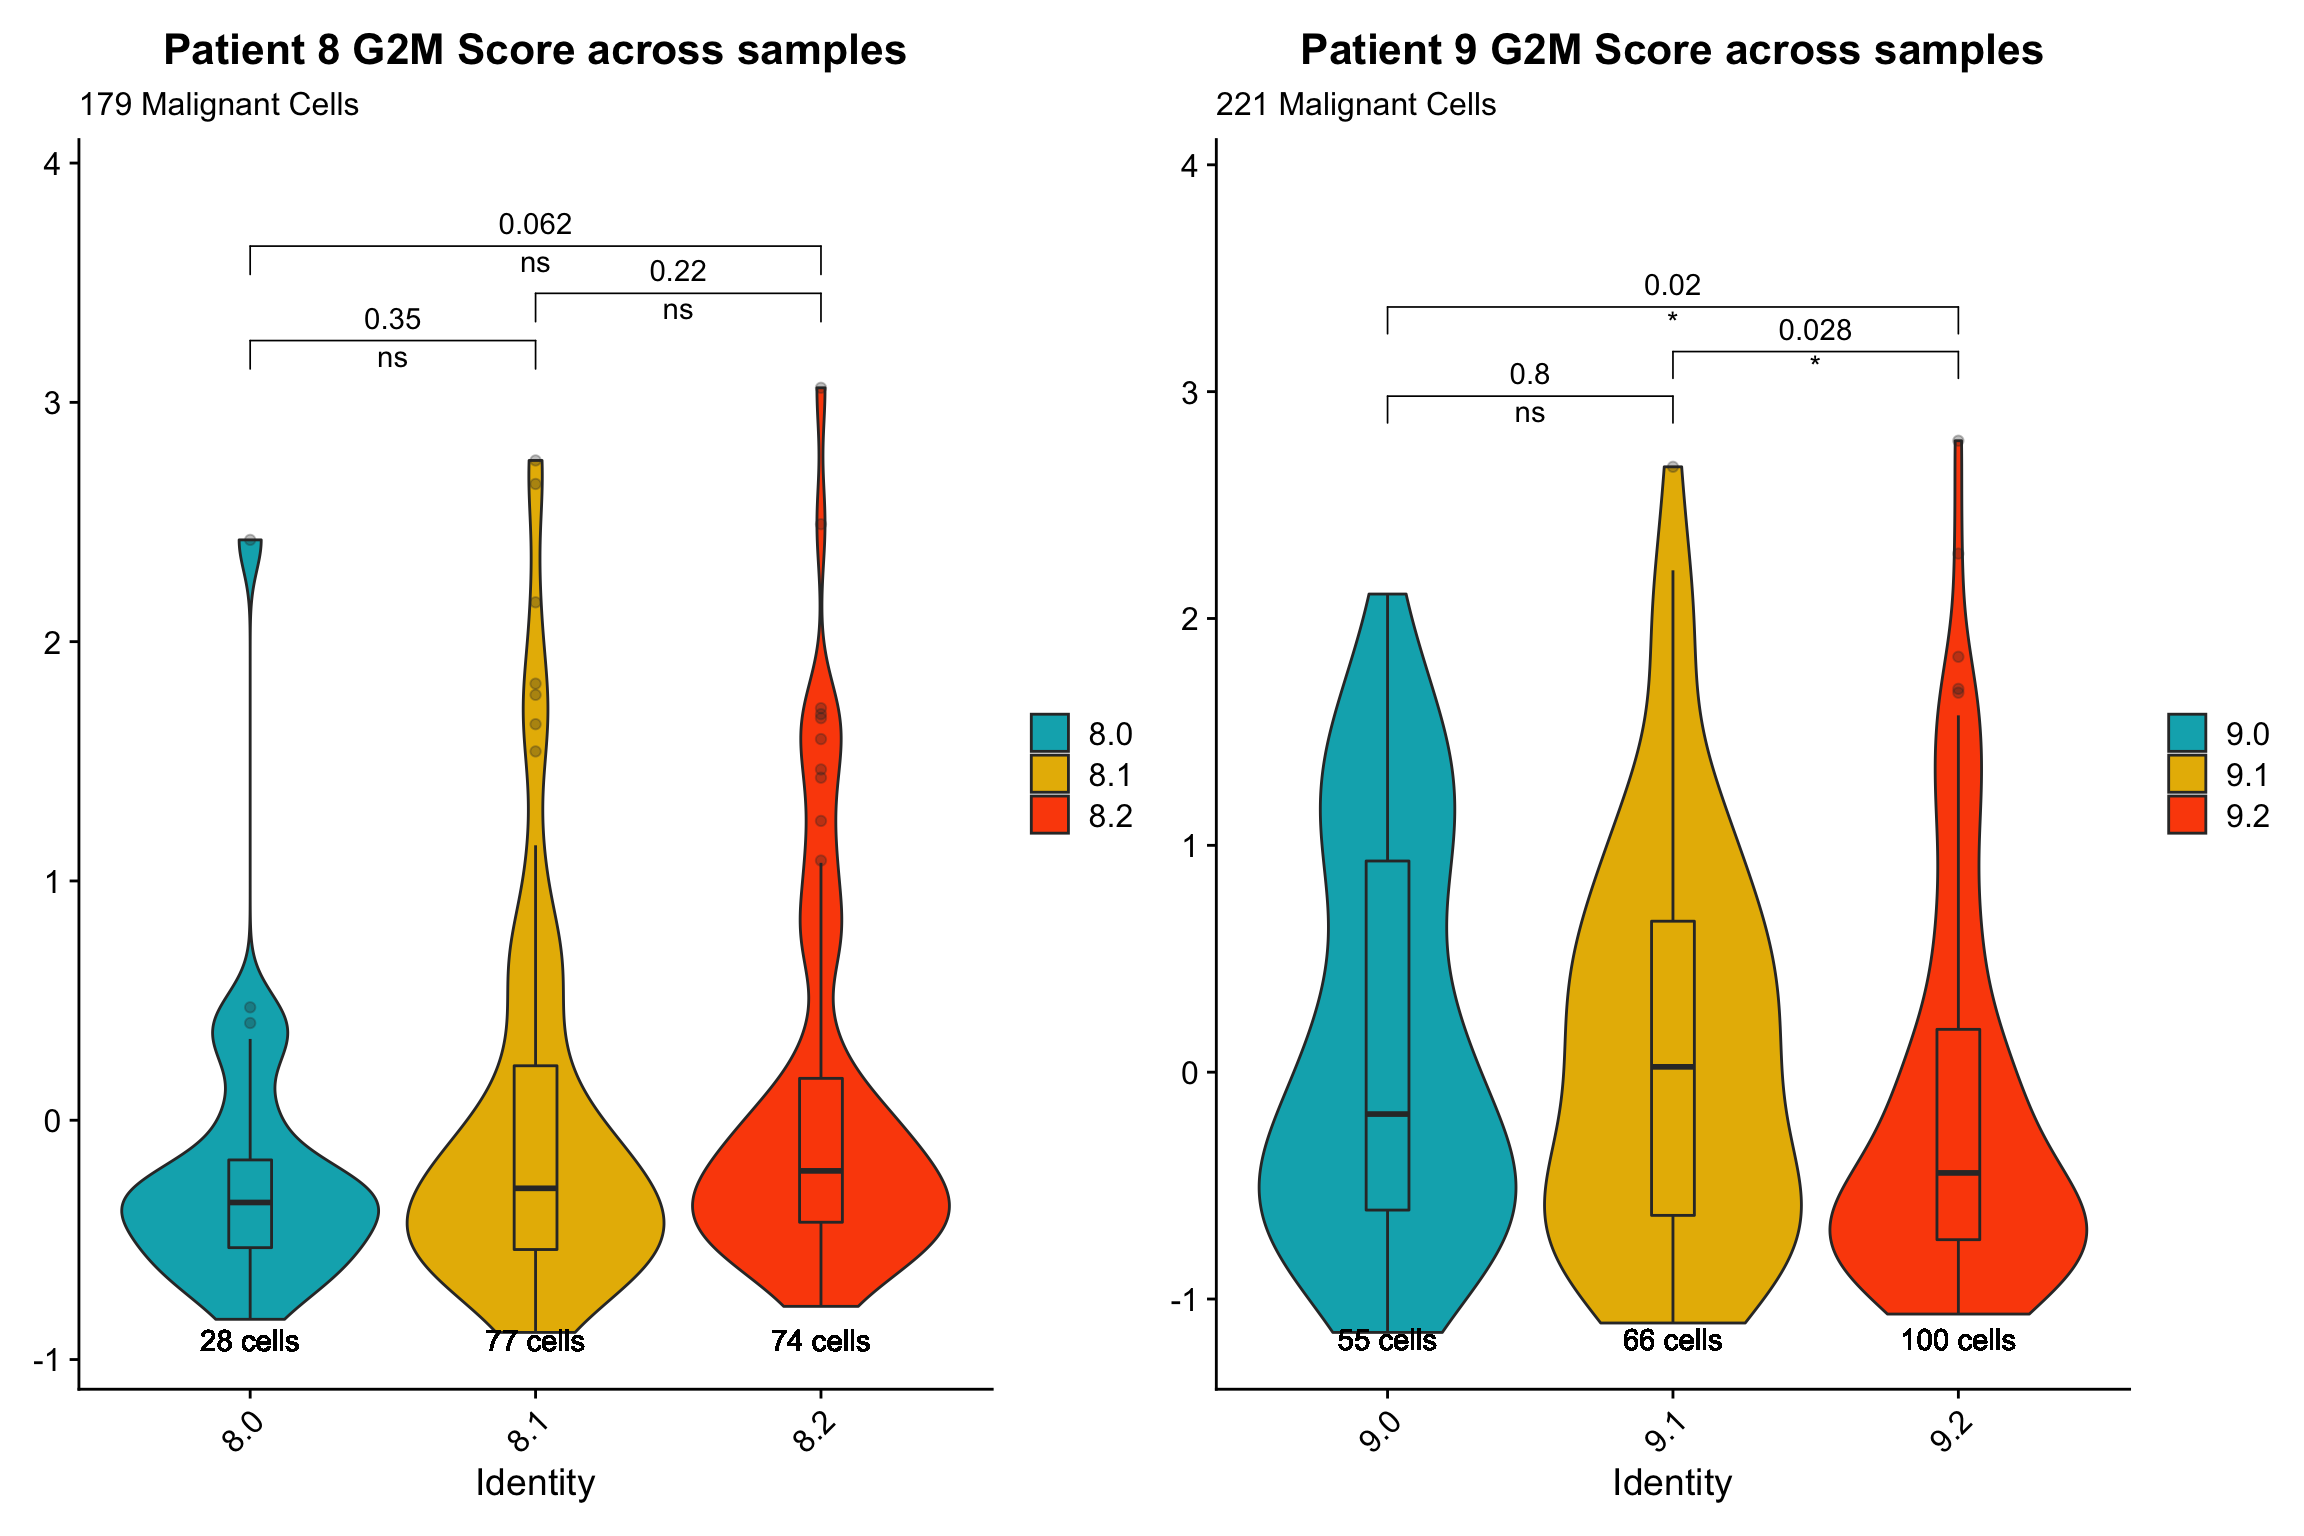 Patient 8 G2M Score across samples
179 Malignant Cells
4
3
2
1
0
-1
0.062
ns
0.22
ns
0.35
ns
28 cells
77 cells
74 cells
8.0
8.1
8.2
Identity
8.0
8.1
8.2
Patient 9 G2M Score across samples
221 Malignant Cells
4
3
2
1
0
-1
0.02
*
0.028
*
0.8
ns
55 cells
66 cells
100 cells
9.0
9.1
9.2
Identity
9.0
9.1
9.2